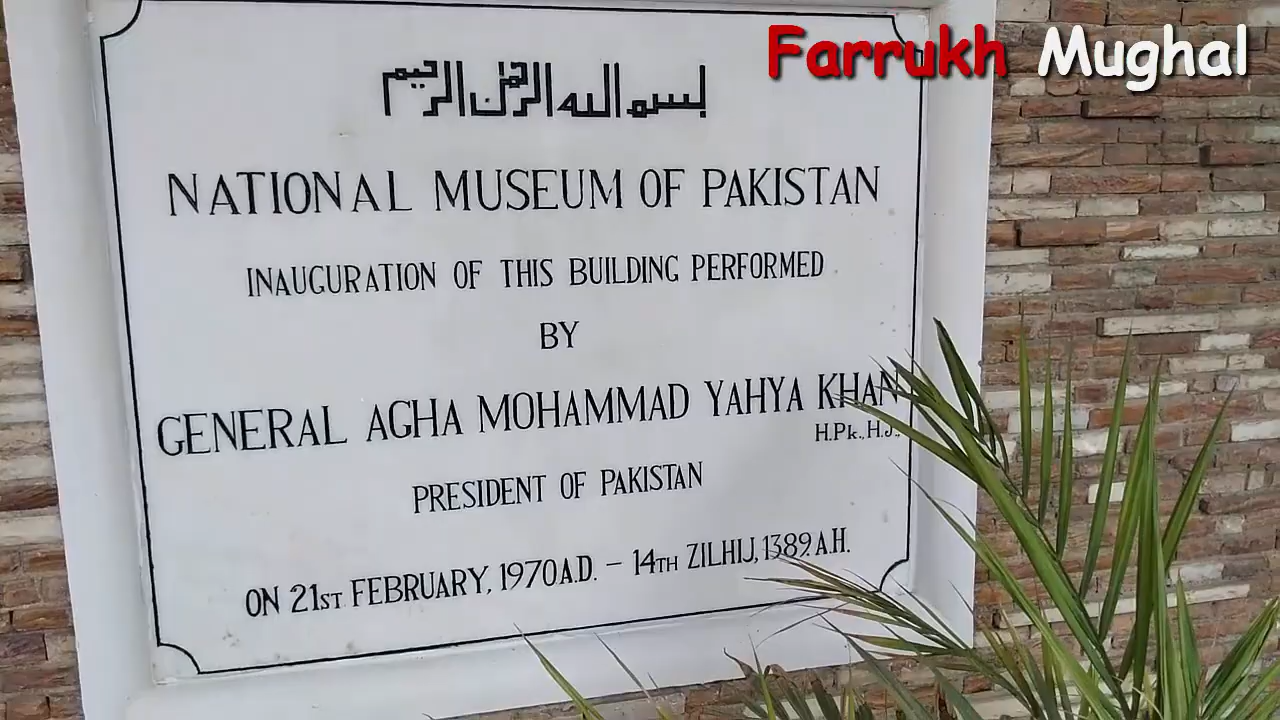 Farrukh Mughal
بسم الله الرحمن الرحيم
NATIONAL MUSEUM OF PAKISTAN
INAUGURATION OF THIS BUILDING PERFORMED
BY
GENERAL AGHA MOHAMMAD YAHYA KHAN
H.Pk., H.J.,
PRESIDENT OF PAKISTAN
ON 21ST FEBRUARY, 1970 A.D. – 14TH ZILHIJ, 1389 A.H.